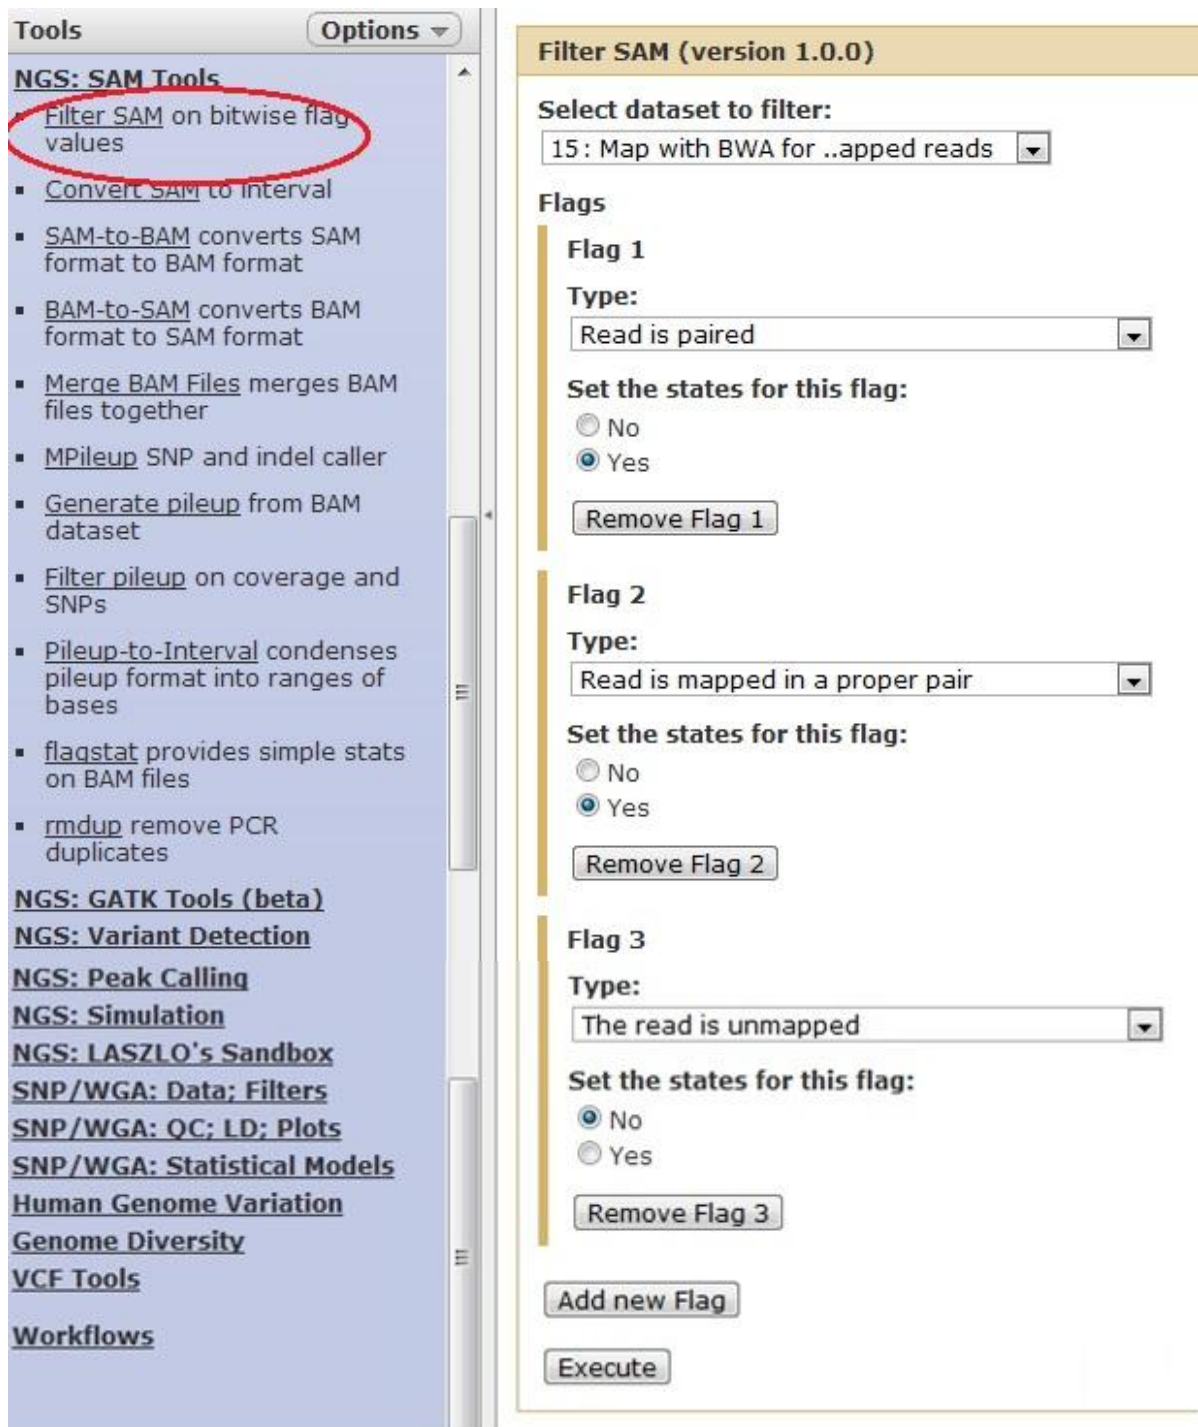 Tools
Options
NGS: SAM Tools
Filter SAM on bitwise flag
values
Convert SAM to Interval
SAM-to-BAM converts SAM
format to BAM format
BAM-to-SAM converts BAM
format to SAM format
Merge BAM Files merges BAM
files together
MPileup SNP and indel caller
Generate pileup from BAM
dataset
Filter pileup on coverage and
SNPs
Pileup-to-Interval condenses
pileup format into ranges of
bases
flagstat provides simple stats
on BAM files
rmdup remove PCR
duplicates
NGS: GATK Tools (beta)
NGS: Variant Detection
NGS: Peak Calling
NGS: Simulation
NGS: LASZLO's Sandbox
SNP/WGA: Data; Filters
SNP/WGA: QC; LD; Plots
SNP/WGA: Statistical Models
Human Genome Variation
Genome Diversity
VCF Tools
Workflows
Filter SAM (version 1.0.0)
Select dataset to filter:
15: Map with BWA for ..apped reads
Flags
Flag 1
Type:
Read is paired
Set the states for this flag:
No
Yes
Remove Flag 1
Flag 2
Type:
Read is mapped in a proper pair
Set the states for this flag:
No
Yes
Remove Flag 2
Flag 3
Type:
The read is unmapped
Set the states for this flag:
No
Yes
Remove Flag 3
Add new Flag
Execute